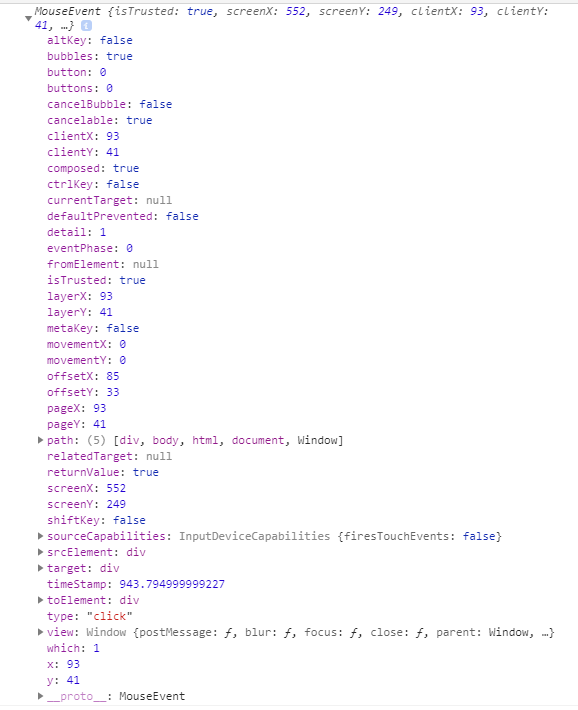 MouseEvent {isTrusted: true, screenX: 552, screenY: 249, clientX: 93, clientY:
41, …} i
altKey: false
bubbles: true
button: 0
buttons: 0
cancelBubble: false
cancelable: true
clientX: 93
clientY: 41
composed: true
ctrlKey: false
currentTarget: null
defaultPrevented: false
detail: 1
eventPhase: 0
fromElement: null
isTrusted: true
layerX: 93
layerY: 41
metaKey: false
movementX: 0
movementY: 0
offsetX: 85
offsetY: 33
pageX: 93
pageY: 41
path: (5) [div, body, html, document, Window]
relatedTarget: null
returnValue: true
screenX: 552
screenY: 249
shiftKey: false
sourceCapabilities: InputDeviceCapabilities {firesTouchEvents: false}
srcElement: div
target: div
timeStamp: 943.794999999227
toElement: div
type: "click"
view: Window {postMessage: ƒ, blur: ƒ, focus: ƒ, close: ƒ, parent: Window, …}
which: 1
x: 93
y: 41
__proto__: MouseEvent